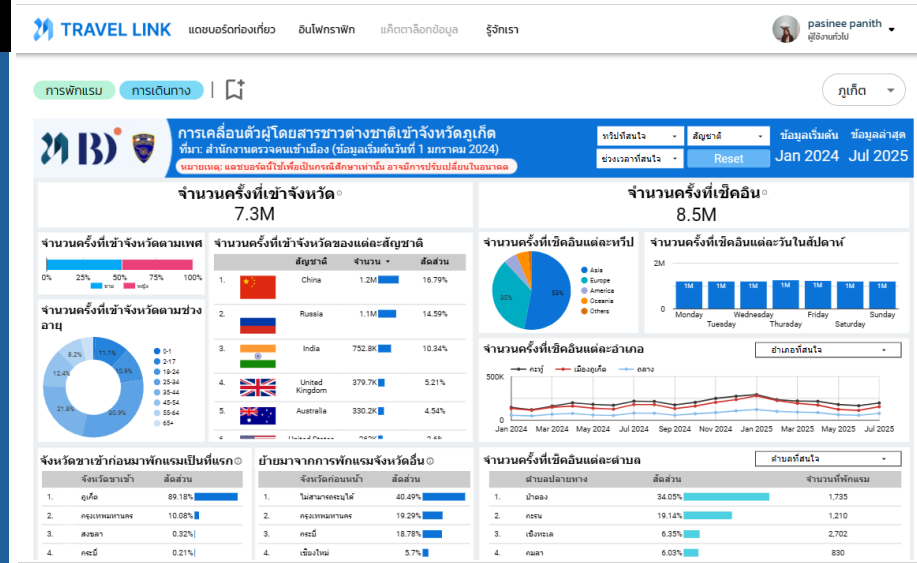 TRAVEL LINK
แดชบอร์ดท่องเที่ยว อินโฟกราฟิก แค็ตตาล็อกข้อมูล รู้จักเรา
pasinee panith
ผู้ใช้งานทั่วไป
การพักแรม การเดินทาง
ภูเก็ต
การเคลื่อนตัวผู้โดยสารชาวต่างชาติเข้าจังหวัดภูเก็ต
ที่มา: สำนักงานตรวจคนเข้าเมือง (ข้อมูลเริ่มต้นวันที่ 1 มกราคม 2024)
หมายเหตุ: แดชบอร์ดนี้ใช้เพื่อเป็นกรณีศึกษาเท่านั้น อาจมีการปรับเปลี่ยนในอนาคต
ทวีปที่สนใจ สัญชาติ
ช่วงเวลาที่สนใจ Reset
ข้อมูลเริ่มต้น ข้อมูลล่าสุด
Jan 2024 Jul 2025
จำนวนครั้งที่เข้าจังหวัด
7.3M
จำนวนครั้งที่เช็คอิน
8.5M
จำนวนครั้งที่เข้าจังหวัดตามเพศ
0% 25% 50% 75% 100%
ชาย หญิง
จำนวนครั้งที่เข้าจังหวัดตามช่วง
อายุ
11.1%
10.9%
20.9%
21.8%
12.4%
8.2%
0-1
2-17
18-24
25-34
35-44
45-54
55-64
65+
จำนวนครั้งที่เข้าจังหวัดของแต่ละสัญชาติ
สัญชาติ จำนวน สัดส่วน
1. China 1.2M 16.79%
2. Russia 1.1M 14.59%
3. India 752.8K 10.34%
4. United Kingdom 379.7K 5.21%
5. Australia 330.2K 4.54%
จำนวนครั้งที่เช็คอินแต่ละทวีป
53%
35%
Asia
Europe
America
Oceania
Others
จำนวนครั้งที่เช็คอินแต่ละวันในสัปดาห์
2M
0
1M 1M 1M 1M 1M 1M 1M
Monday Tuesday Wednesday Thursday Friday Saturday Sunday
จำนวนครั้งที่เช็คอินแต่ละอำเภอ
อำเภอที่สนใจ
กะทู้ เมืองภูเก็ต ถลาง
500K
0
Jan 2024 Mar 2024 May 2024 Jul 2024 Sep 2024 Nov 2024 Jan 2025 Mar 2025 May 2025 Jul 2025
จังหวัดขาเข้าก่อนมาพักแรมเป็นที่แรก
จังหวัดขาเข้า สัดส่วน
1. ภูเก็ต 89.18%
2. กรุงเทพมหานคร 10.08%
3. สงขลา 0.32%
4. กระบี่ 0.21%
ย้ายมาจากการพักแรมจังหวัดอื่น
จังหวัดก่อนหน้า สัดส่วน
1. ไม่สามารถระบุได้ 40.49%
2. กรุงเทพมหานคร 19.29%
3. กระบี่ 18.78%
4. เชียงใหม่ 5.7%
จำนวนครั้งที่เช็คอินแต่ละตำบล
ตำบลที่สนใจ
ตำบลปลายทาง สัดส่วน จำนวนที่พักแรม
1. ป่าตอง 34.05% 1,735
2. กะรน 19.14% 1,210
3. เชิงทะเล 6.35% 2,702
4. กมลา 6.03% 830